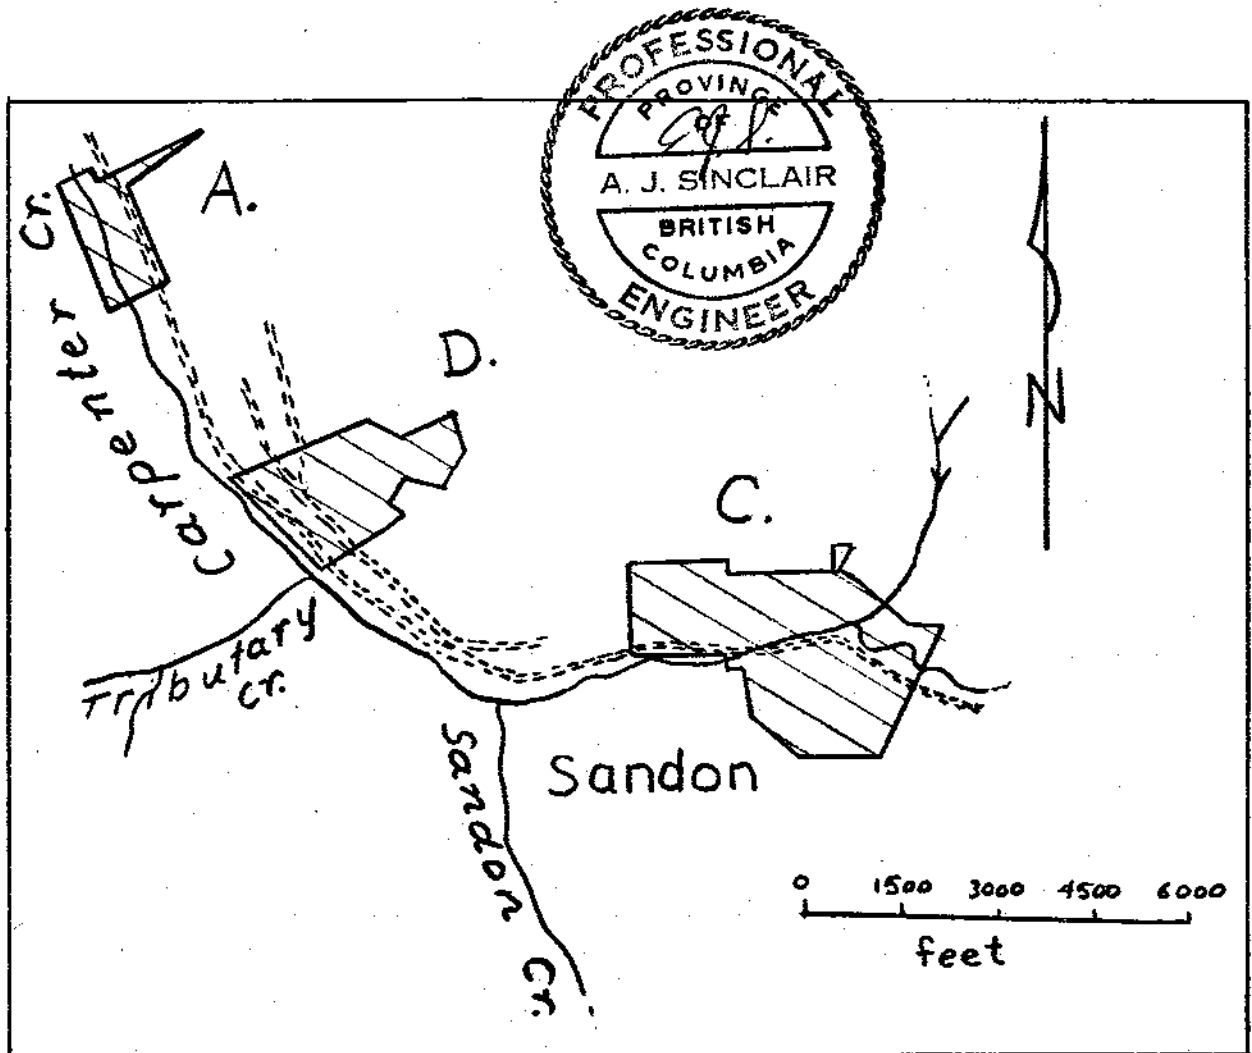 PROFESSIONAL
PROVINCE
OF
A. J. SINCLAIR
BRITISH
COLUMBIA
ENGINEER
A.
Carpenter Cr.
D.
N
C.
Tributary
Cr.
Sandon
Sandon Cr.
0 1500 3000 4500 6000
feet